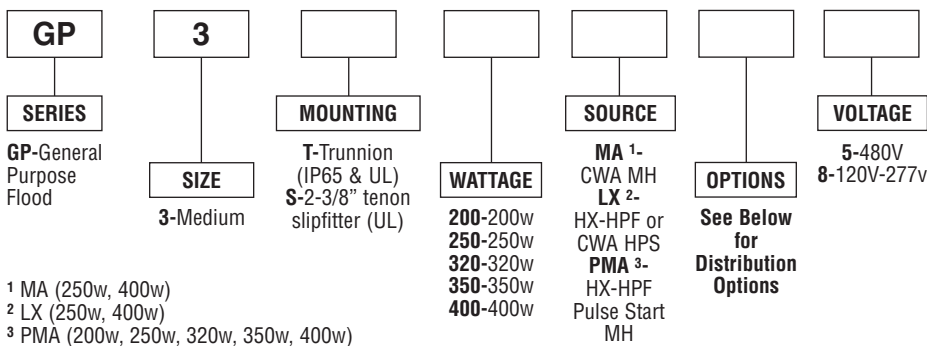 GP
3
SERIES
GP-General
Purpose
Flood
SIZE
3-Medium
MOUNTING
T-Trunnion
(IP65 & UL)
S-2-3/8” tenon
slipfitter (UL)
WATTAGE
200-200w
250-250w
320-320w
350-350w
400-400w
SOURCE
MA ¹-
CWA MH
LX ²-
HX-HPF or
CWA HPS
PMA ³-
HX-HPF
Pulse Start
MH
OPTIONS
See Below
for
Distribution
Options
VOLTAGE
5-480V
8-120V-277v
¹ MA (250w, 400w)
² LX (250w, 400w)
³ PMA (200w, 250w, 320w, 350w, 400w)